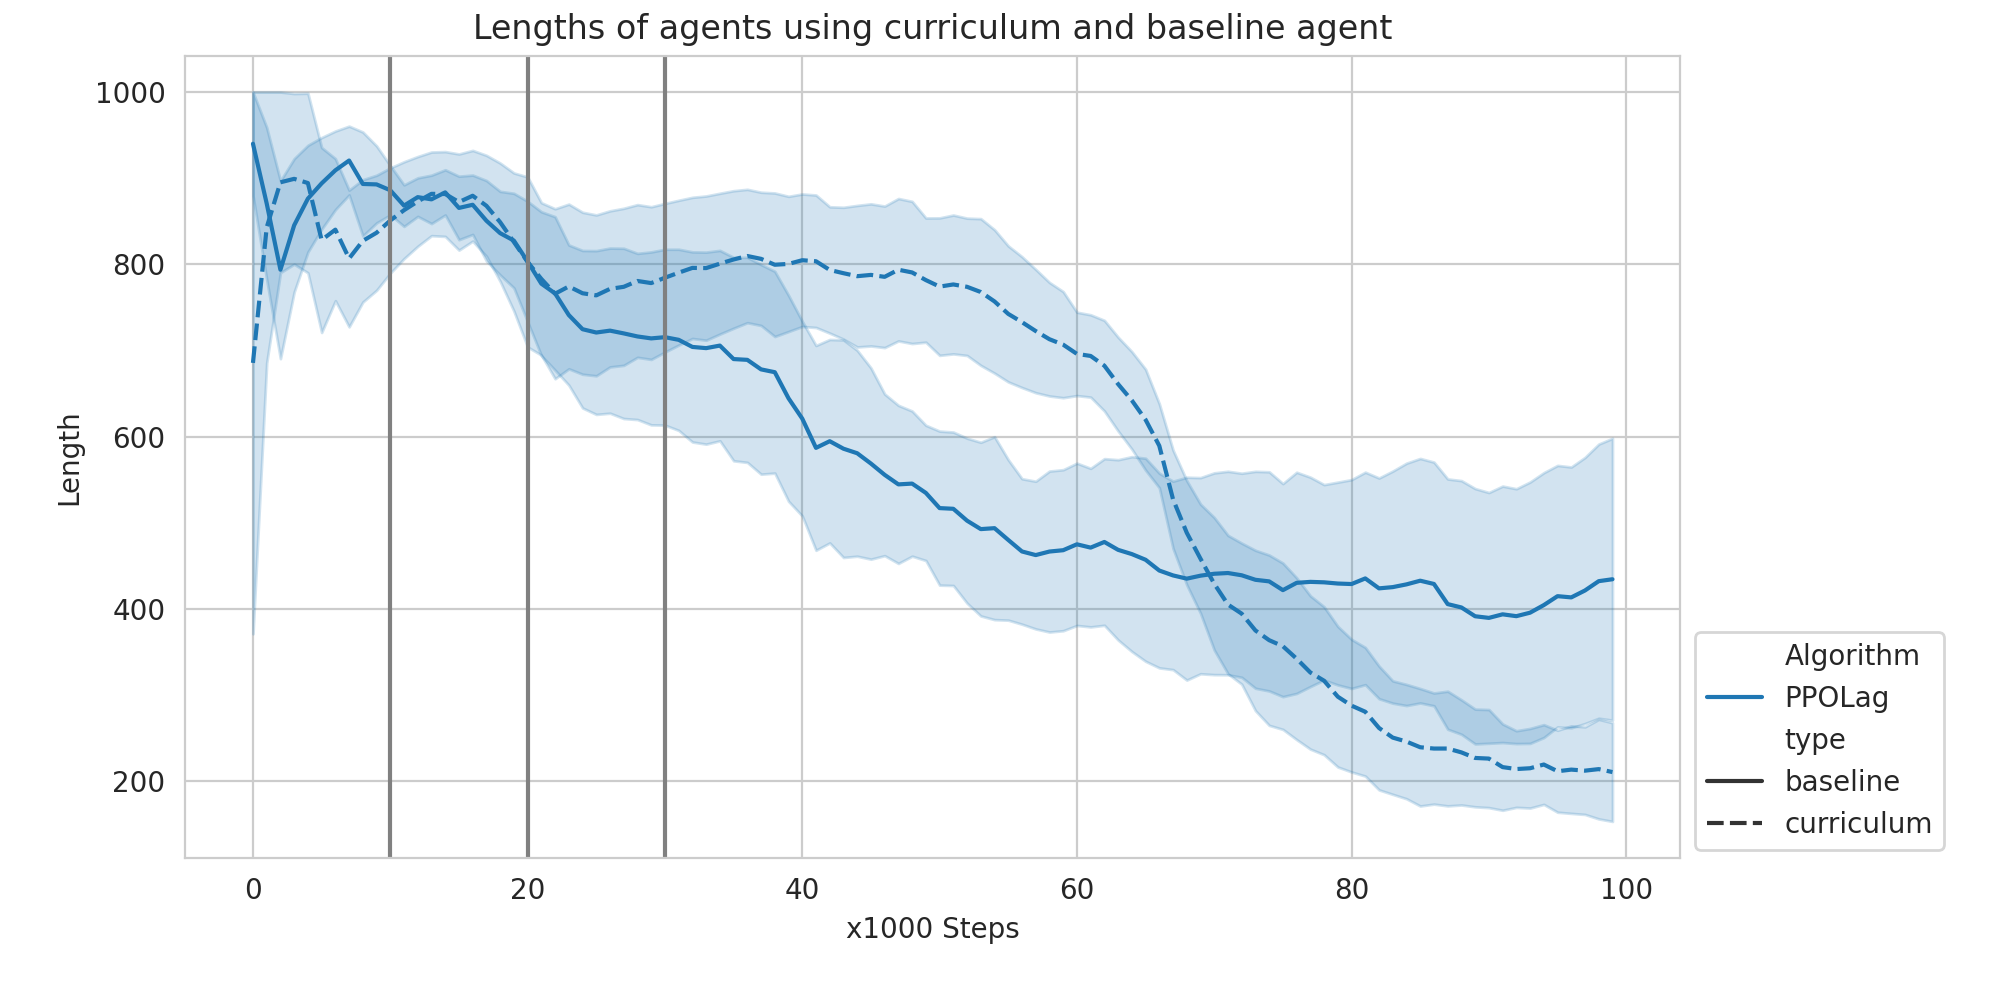 Lengths of agents using curriculum and baseline agent
1000
800
600
400
200
Length
0 20 40 60 80 100
x1000 Steps
Algorithm
PPOLag
type
baseline
curriculum